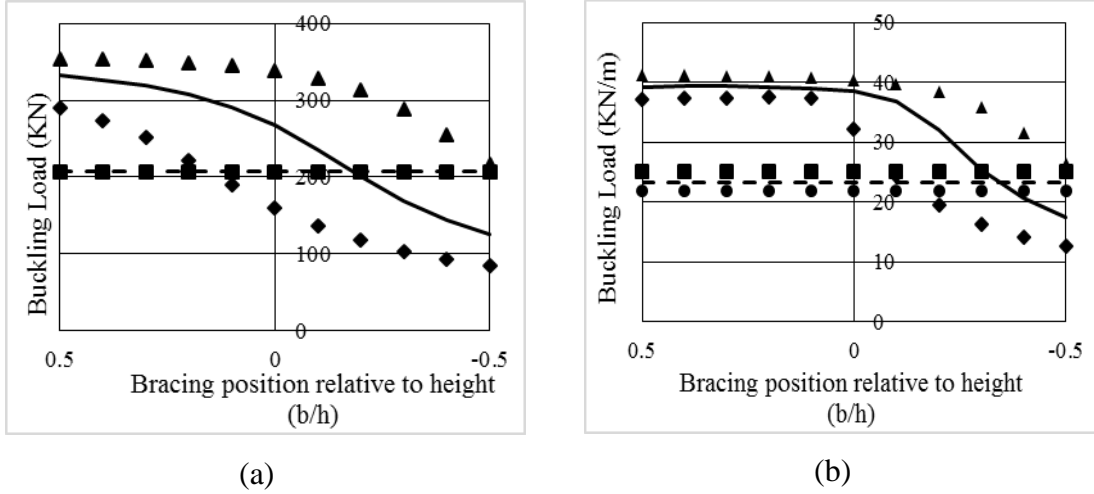 Buckling Load (KN)
400
300
200
100
0
0.5 0 -0.5
Bracing position relative to height
(b/h)
(a)
Buckling Load (KN/m)
50
40
30
20
10
0
0.5 0 -0.5
Bracing position relative to height
(b/h)
(b)